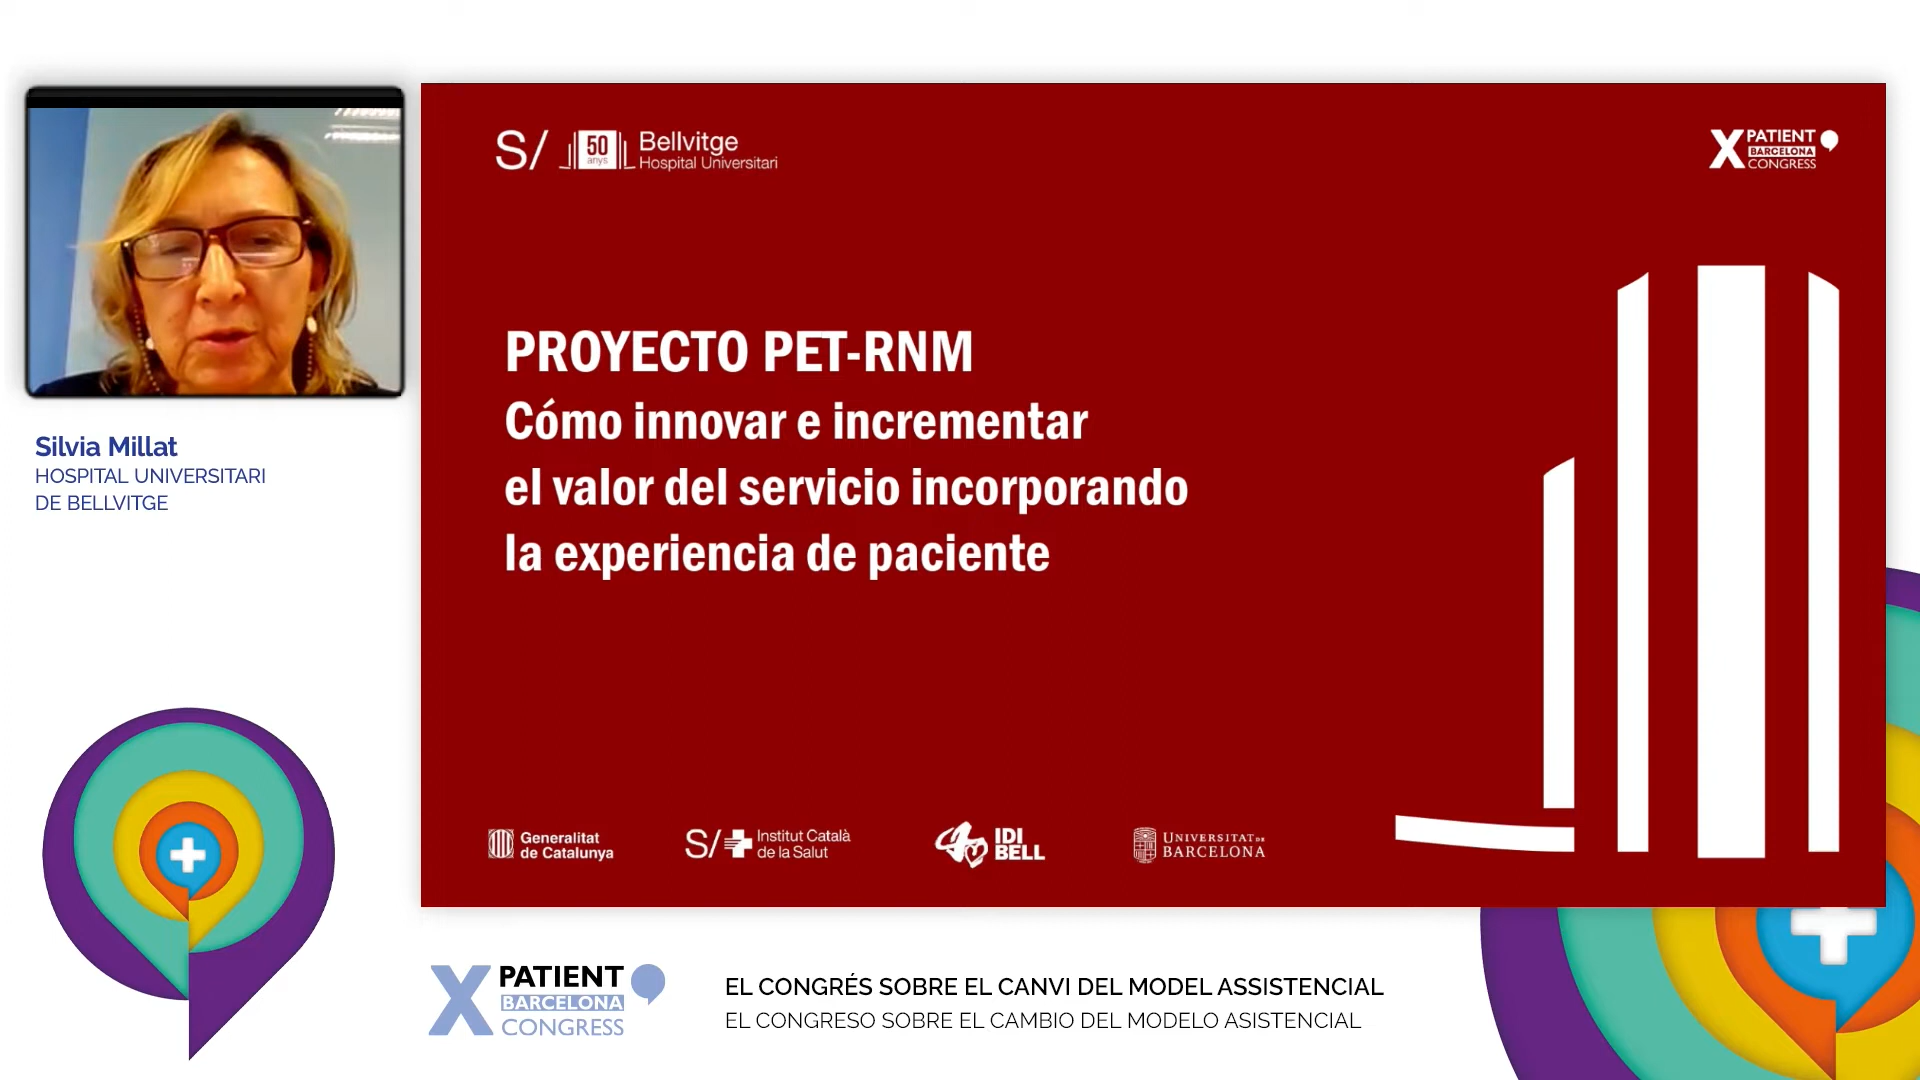 S/ 50 anys Bellvitge
Hospital Universitari
X PATIENT
BARCELONA
CONGRESS
Silvia Millat
HOSPITAL UNIVERSITARI
DE BELLVITGE
PROYECTO PET-RNM
Cómo innovar e incrementar
el valor del servicio incorporando
la experiencia de paciente
Generalitat
de Catalunya
S/ Institut Català
de la Salut
IDI
BELL
UNIVERSITAT DE
BARCELONA
X PATIENT
BARCELONA
CONGRESS
EL CONGRÉS SOBRE EL CANVI DEL MODEL ASSISTENCIAL
EL CONGRESO SOBRE EL CAMBIO DEL MODELO ASISTENCIAL